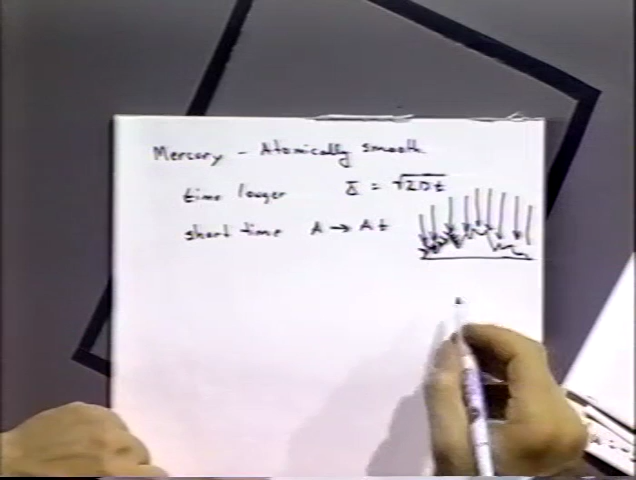 Mercury - Atomically smooth
time longer Δ̄ = √2Dt
short time A → At